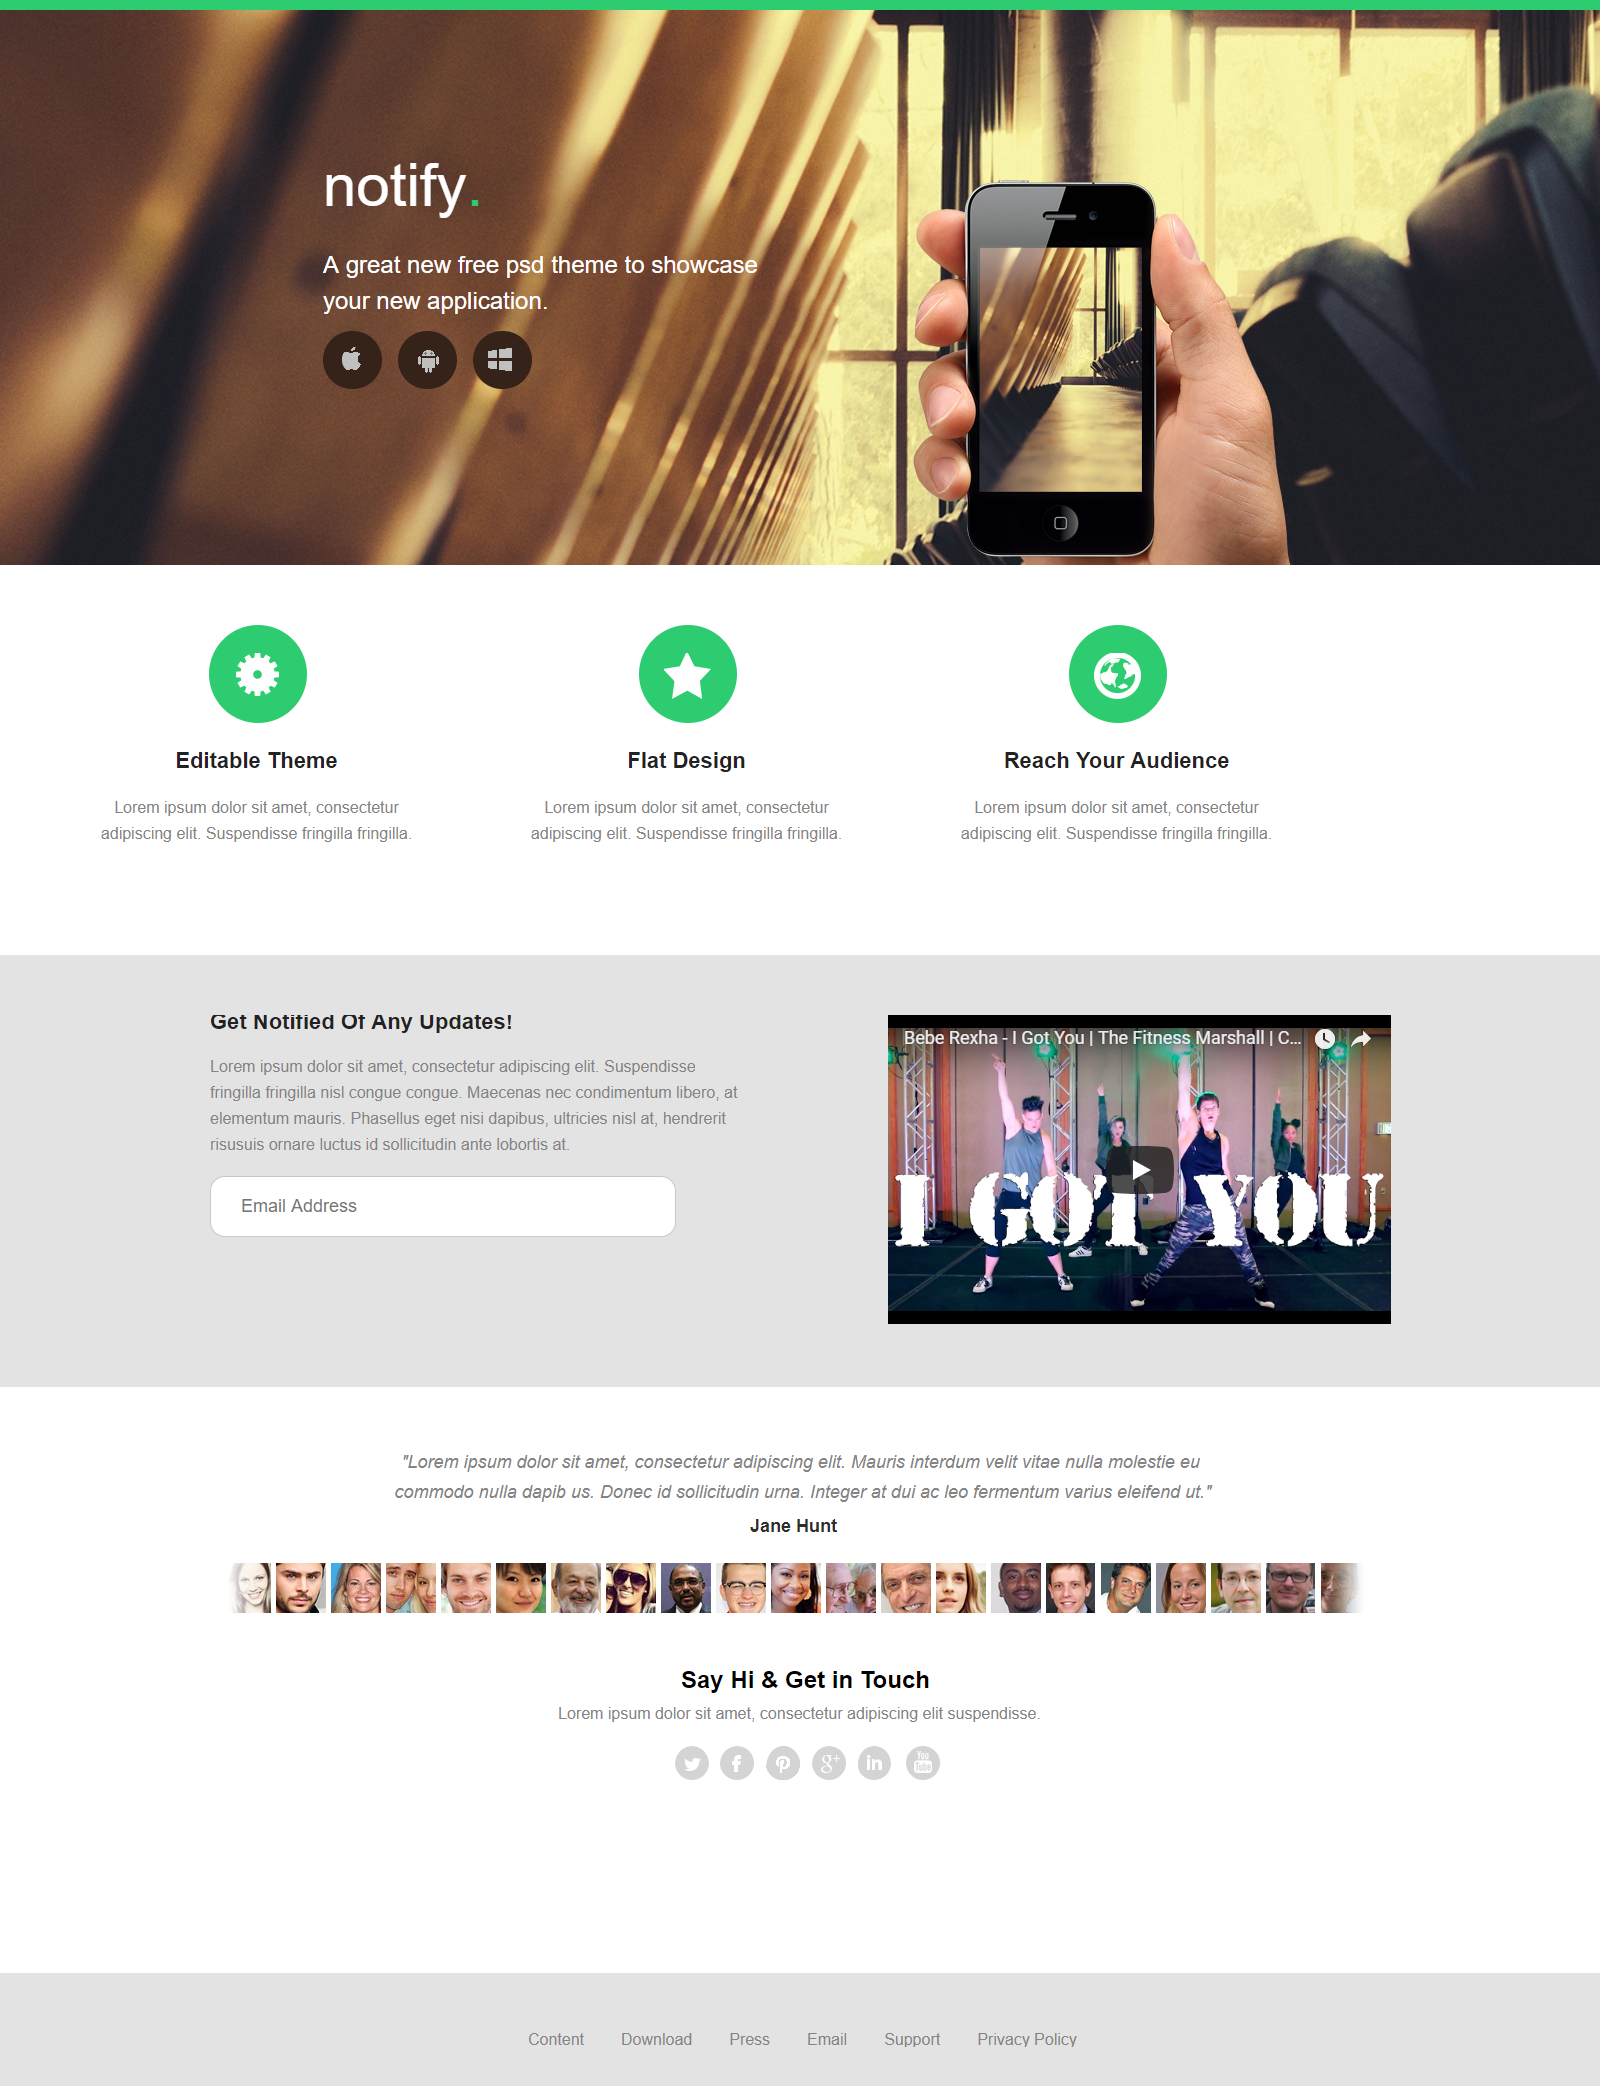 notify.
A great new free psd theme to showcase
your new application.
Editable Theme
Lorem ipsum dolor sit amet, consectetur
adipiscing elit. Suspendisse fringilla fringilla.
Flat Design
Lorem ipsum dolor sit amet, consectetur
adipiscing elit. Suspendisse fringilla fringilla.
Reach Your Audience
Lorem ipsum dolor sit amet, consectetur
adipiscing elit. Suspendisse fringilla fringilla.
Get Notified Of Any Updates!
Lorem ipsum dolor sit amet, consectetur adipiscing elit. Suspendisse
fringilla fringilla nisl congue congue. Maecenas nec condimentum libero, at
elementum mauris. Phasellus eget nisi dapibus, ultricies nisl at, hendrerit
risusuis ornare luctus id sollicitudin ante lobortis at.
Email Address
Bebe Rexha - I Got You | The Fitness Marshall | C...
I GOT YOU
"Lorem ipsum dolor sit amet, consectetur adipiscing elit. Mauris interdum velit vitae nulla molestie eu
commodo nulla dapib us. Donec id sollicitudin urna. Integer at dui ac leo fermentum varius eleifend ut."
Jane Hunt
Say Hi & Get in Touch
Lorem ipsum dolor sit amet, consectetur adipiscing elit suspendisse.
g+ in You Tube
Content Download Press Email Support Privacy Policy